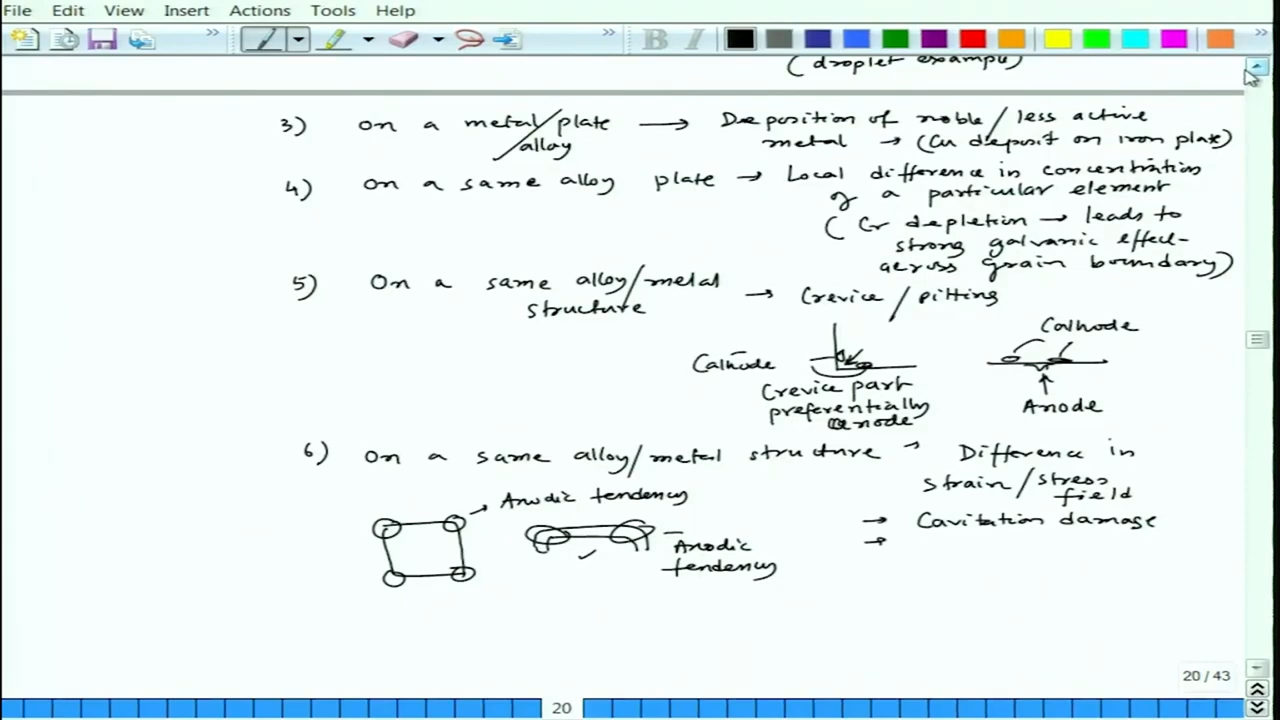 File Edit View Insert Actions Tools Help
B I
(droplet example)
3) On a metal/plate → Deposition of noble/less active
alloy metal → (Cu deposit on iron plate)
4) On a same alloy plate → Local difference in concentration
of a particular element
(Cr depletion → leads to
strong galvanic effect
across grain boundary)
5) On a same alloy/metal → Crevice/pitting
structure
Cathode
Cathode
Crevice part
preferentially
anode
Anode
6) On a same alloy/metal structure → Difference in
strain/stress
field
→ Anodic tendency
→ Cavitation damage
Anodic
tendency
→
20/43
20